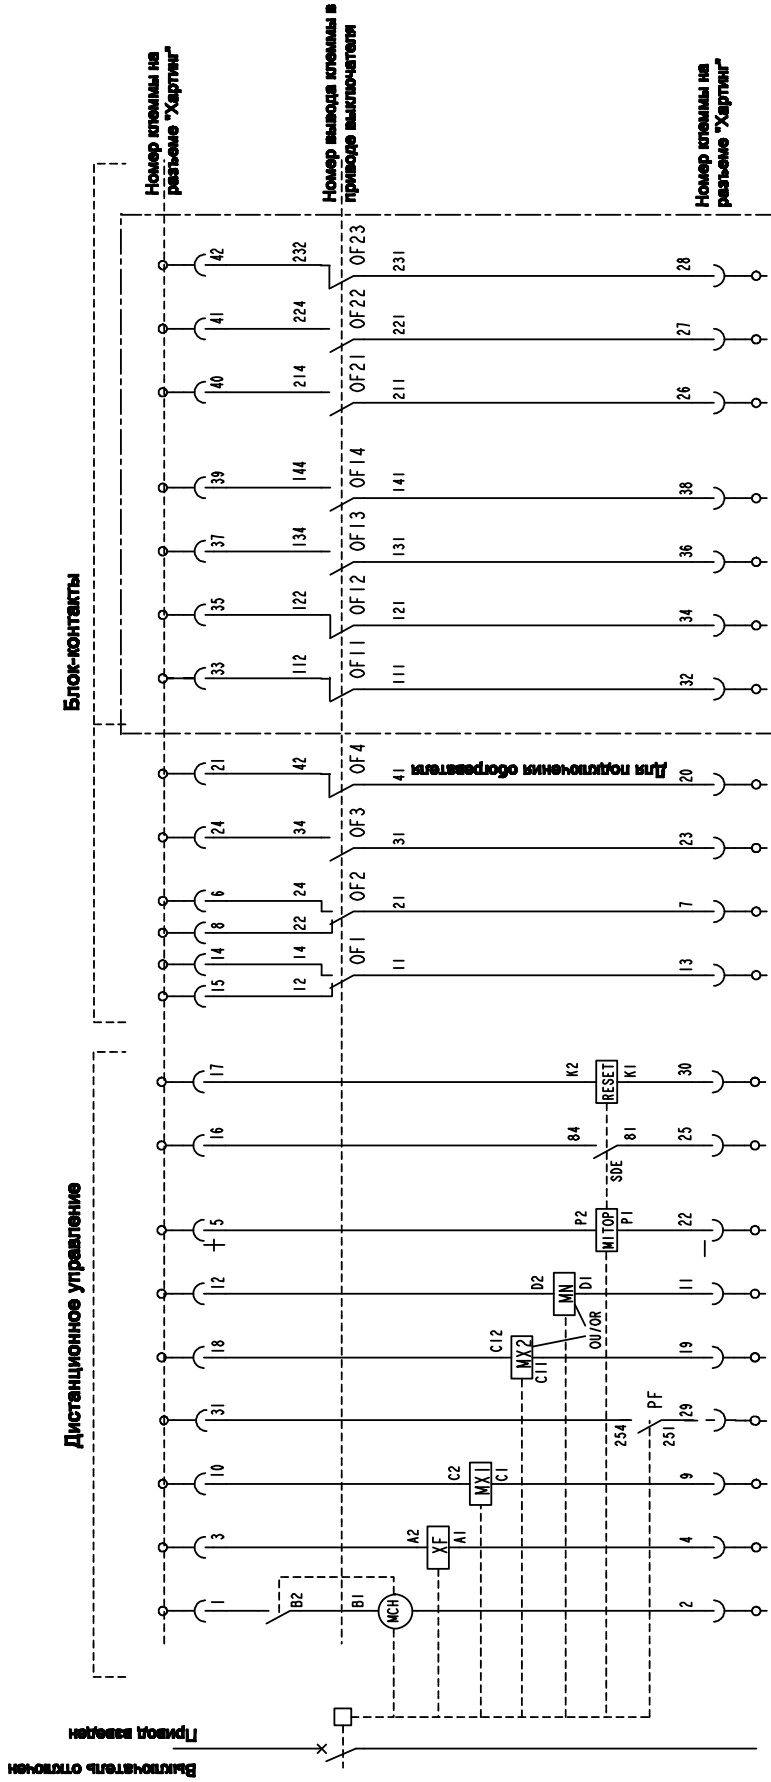 Выключатель отключен
Привод взведен
Дистанционное управление
Блок-контакты
Номер клеммы на
разъеме "Хартинг"
1
3
10
31
18
12
5
16
17
15
14
8
6
24
21
33
35
37
39
40
41
42
+
Номер вывода клеммы в
приводе выключателя
B2
12
14
22
24
34
42
112
122
134
144
214
224
232
B1
OF1
OF2
OF3
OF4
OF11
OF12
OF13
OF14
OF21
OF22
OF23
MCH
11
21
31
41
111
121
131
141
211
221
231
Для подключения обогревателя
A2
XF
A1
C2
MX1
C1
C12
MX2
C11
D2
MN
D1
OU/OR
P2
MITOP
P1
84
SDE
81
K2
RESET
K1
254
PF
251
—
2
4
9
29
19
11
22
25
30
13
7
23
20
32
34
36
38
26
27
28
Номер клеммы на
разъеме "Хартинг"